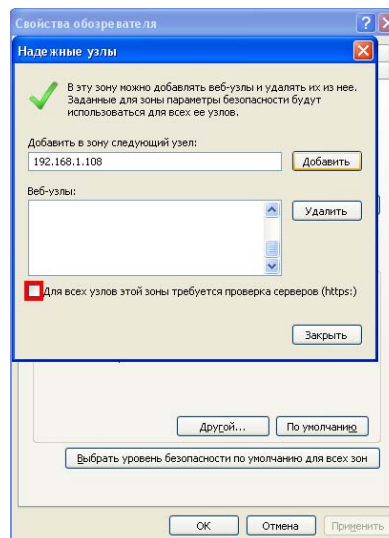 Свойства обозревателя
Надежные узлы
В эту зону можно добавлять веб-узлы и удалять их из нее.
Заданные для зоны параметры безопасности будут
использоваться для всех ее узлов.
Добавить в зону следующий узел:
192.168.1.108
Добавить
Веб-узлы:
Удалить
Для всех узлов этой зоны требуется проверка серверов (https:)
Закрыть
Другой...
По умолчанию
Выбрать уровень безопасности по умолчанию для всех зон
ОК
Отмена
Применить